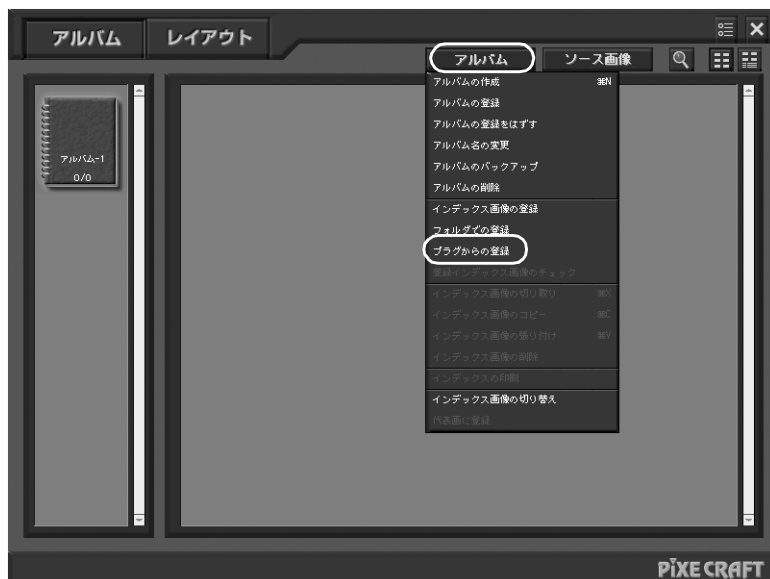 アルバム
レイアウト
アルバム
ソース画像
アルバムの作成 ⌘N
アルバムの登録
アルバムの登録をはずす
アルバム名の変更
アルバムのバックアップ
アルバムの削除
インデックス画像の登録
フォルダでの登録
プラグからの登録
登録インデックス画像のチェック
インデックス画像の切り取り ⌘X
インデックス画像のコピー ⌘C
インデックス画像の張り付け ⌘V
インデックス画像の削除
インデックスの印刷
インデックス画像の切り替え
代表画に登録
アルバム-1
0/0
PIXE CRAFT